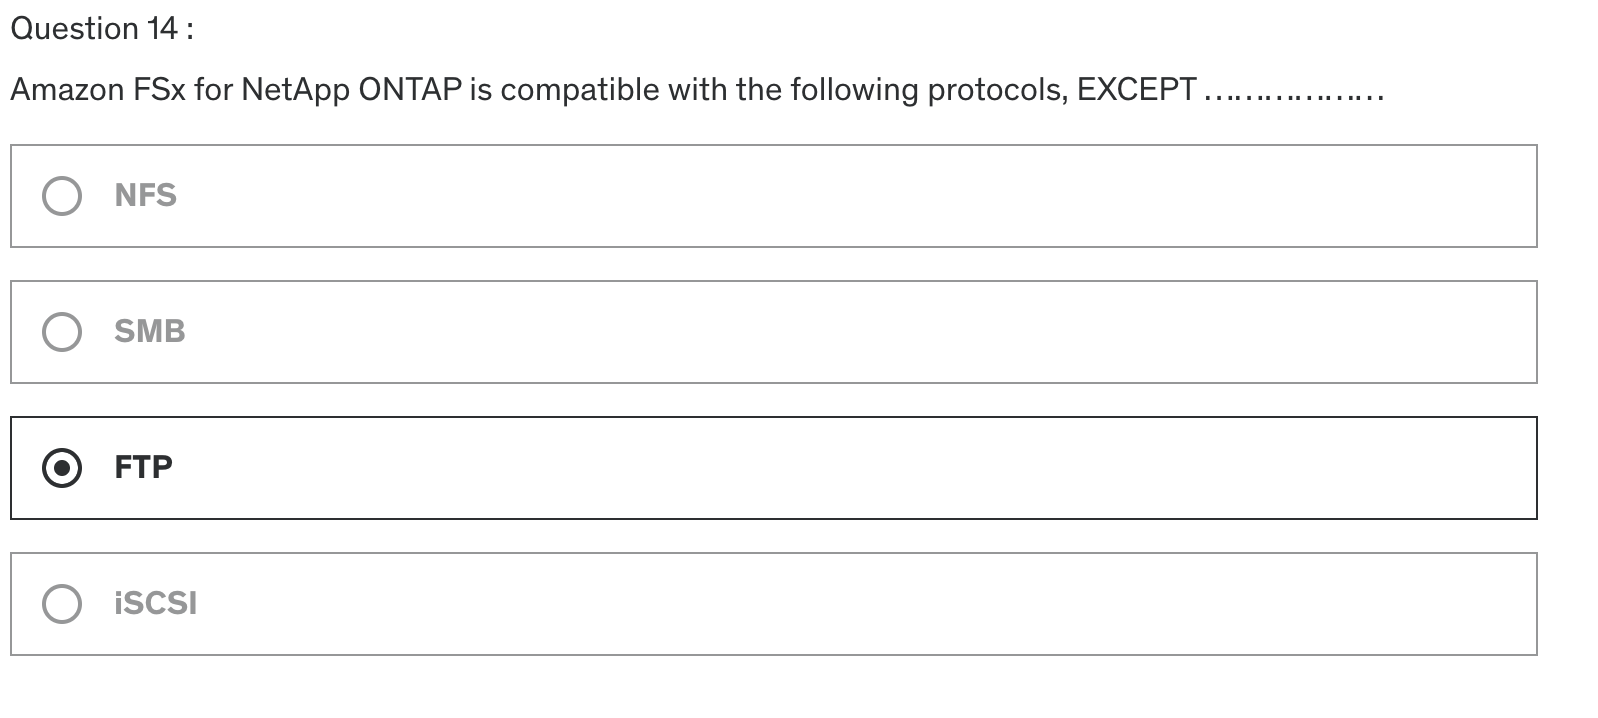 Question 14 :
Amazon FSx for NetApp ONTAP is compatible with the following protocols, EXCEPT ………………
NFS
SMB
FTP
iSCSI